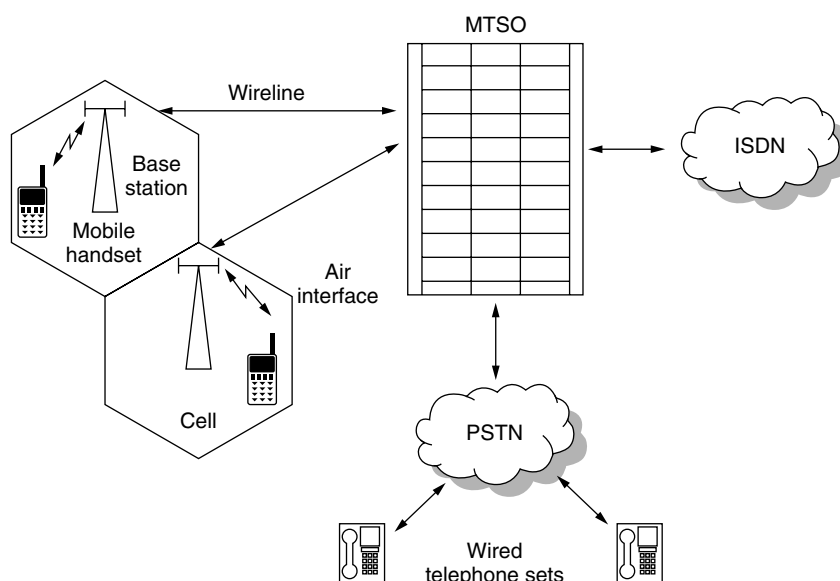 MTSO
Wireline
ISDN
Base
station
Mobile
handset
Air
interface
Cell
PSTN
Wired
telephone sets